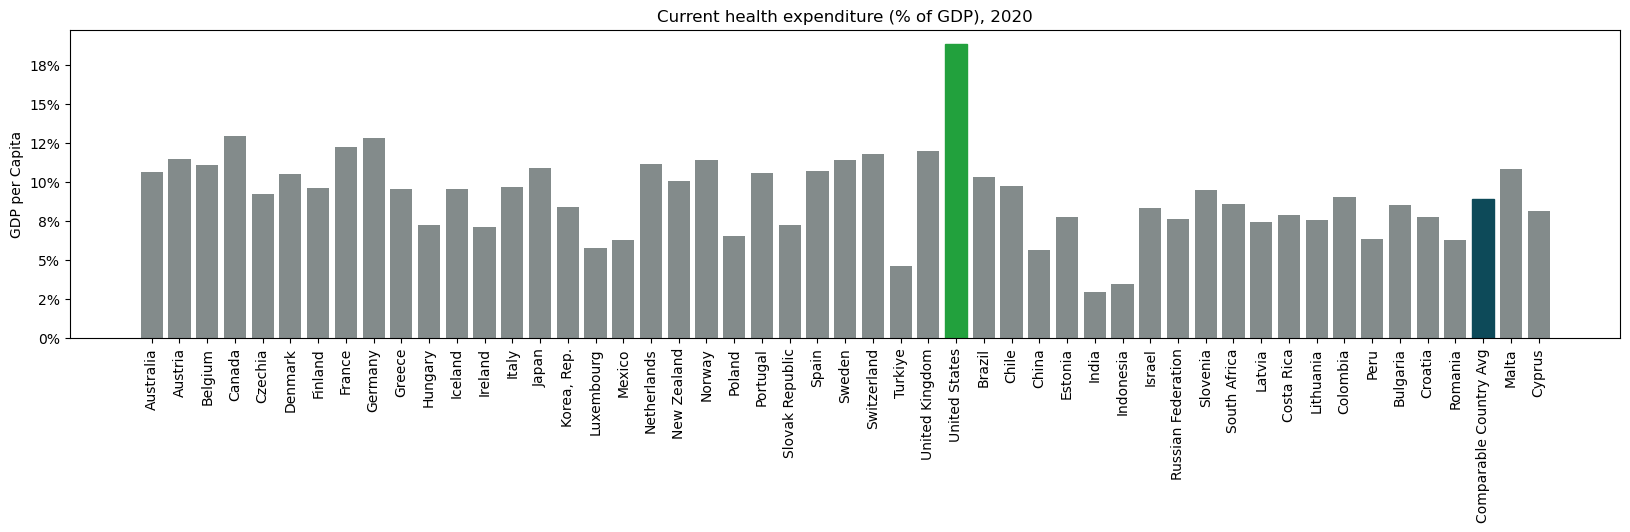 Current health expenditure (% of GDP), 2020
GDP per Capita
18%
15%
12%
10%
8%
5%
2%
0%
Australia
Austria
Belgium
Canada
Czechia
Denmark
Finland
France
Germany
Greece
Hungary
Iceland
Ireland
Italy
Japan
Korea, Rep.
Luxembourg
Mexico
Netherlands
New Zealand
Norway
Poland
Portugal
Slovak Republic
Spain
Sweden
Switzerland
Turkiye
United Kingdom
United States
Brazil
Chile
China
Estonia
India
Indonesia
Israel
Russian Federation
Slovenia
South Africa
Latvia
Costa Rica
Lithuania
Colombia
Peru
Bulgaria
Croatia
Romania
Comparable Country Avg
Malta
Cyprus